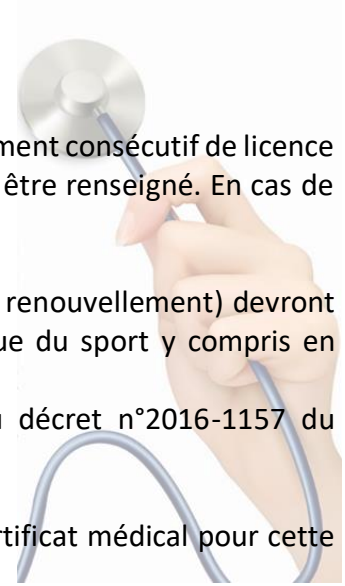 ment consécutif de licence
être renseigné. En cas de
renouvellement) devront
ue du sport y compris en
décret n°2016-1157 du
rtificat médical pour cette